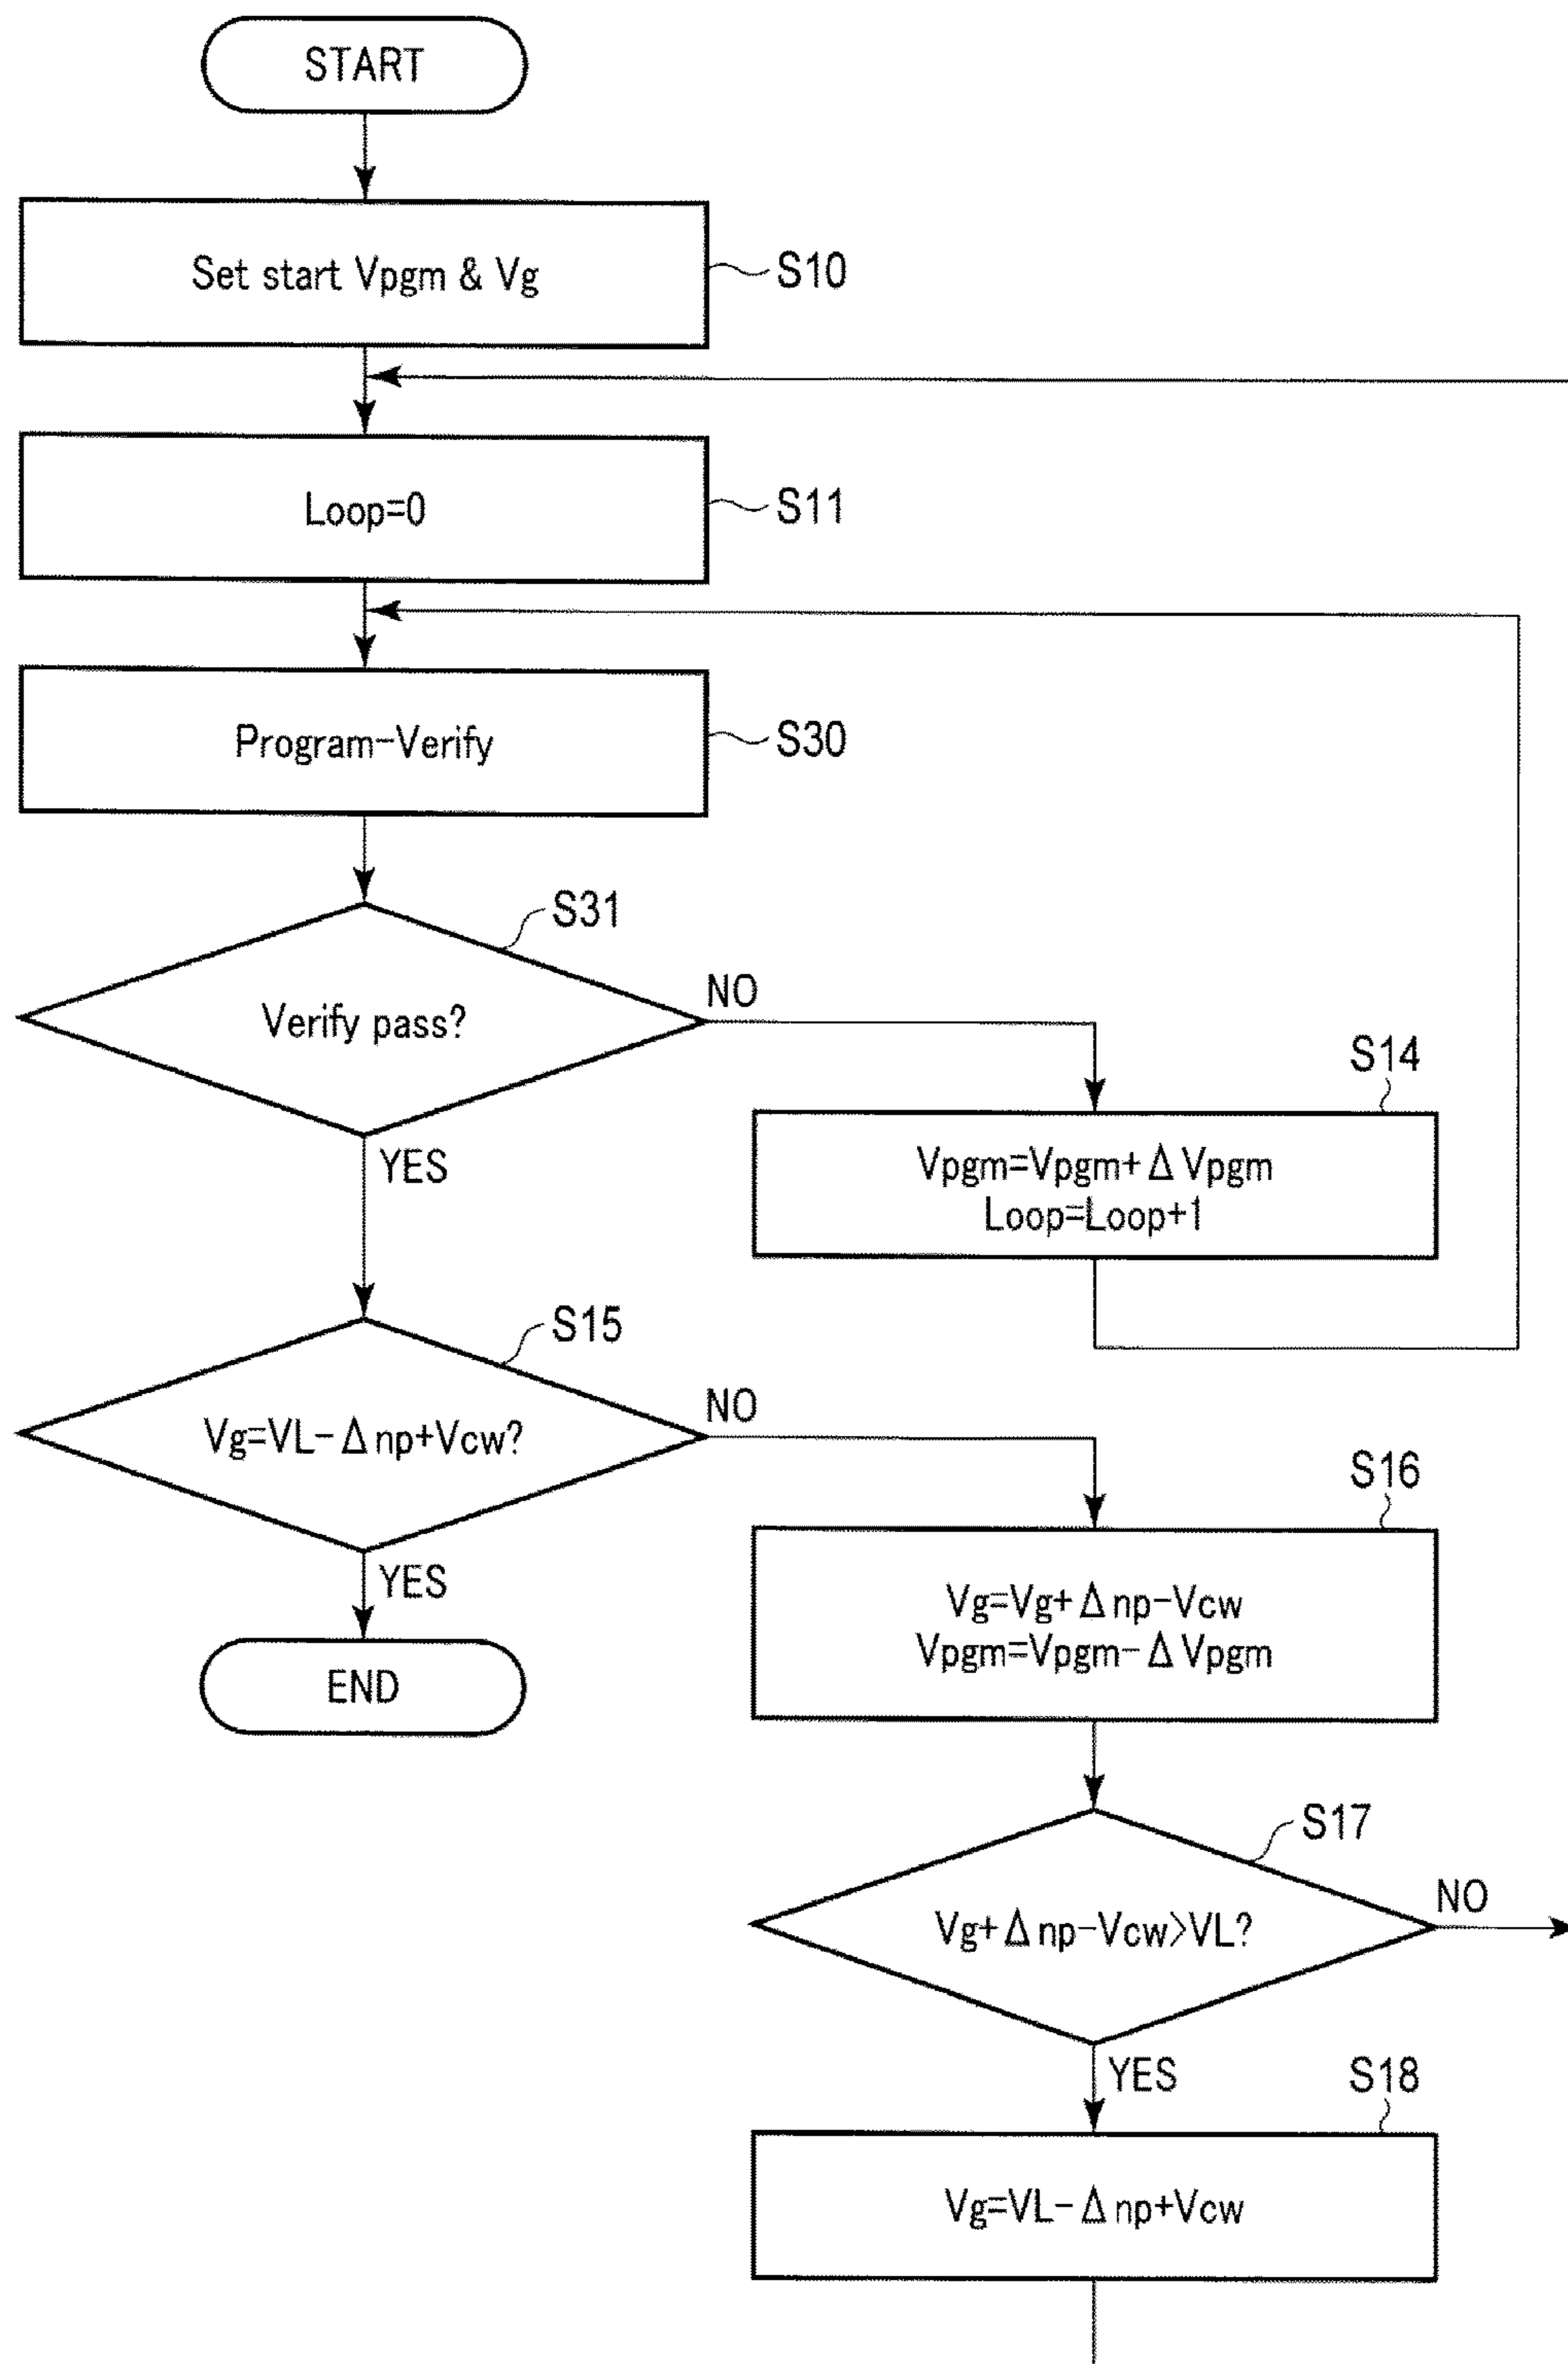 START
Set start Vpgm & Vg
S10
Loop=0
S11
Program-Verify
S30
S31
Verify pass?
NO
S14
Vpgm=Vpgm+ΔVpgm
Loop=Loop+1
YES
S15
Vg=VL-Δnp+Vcw?
NO
S16
Vg=Vg+Δnp-Vcw
Vpgm=Vpgm-ΔVpgm
YES
END
S17
Vg+Δnp-Vcw>VL?
NO
YES
S18
Vg=VL-Δnp+Vcw